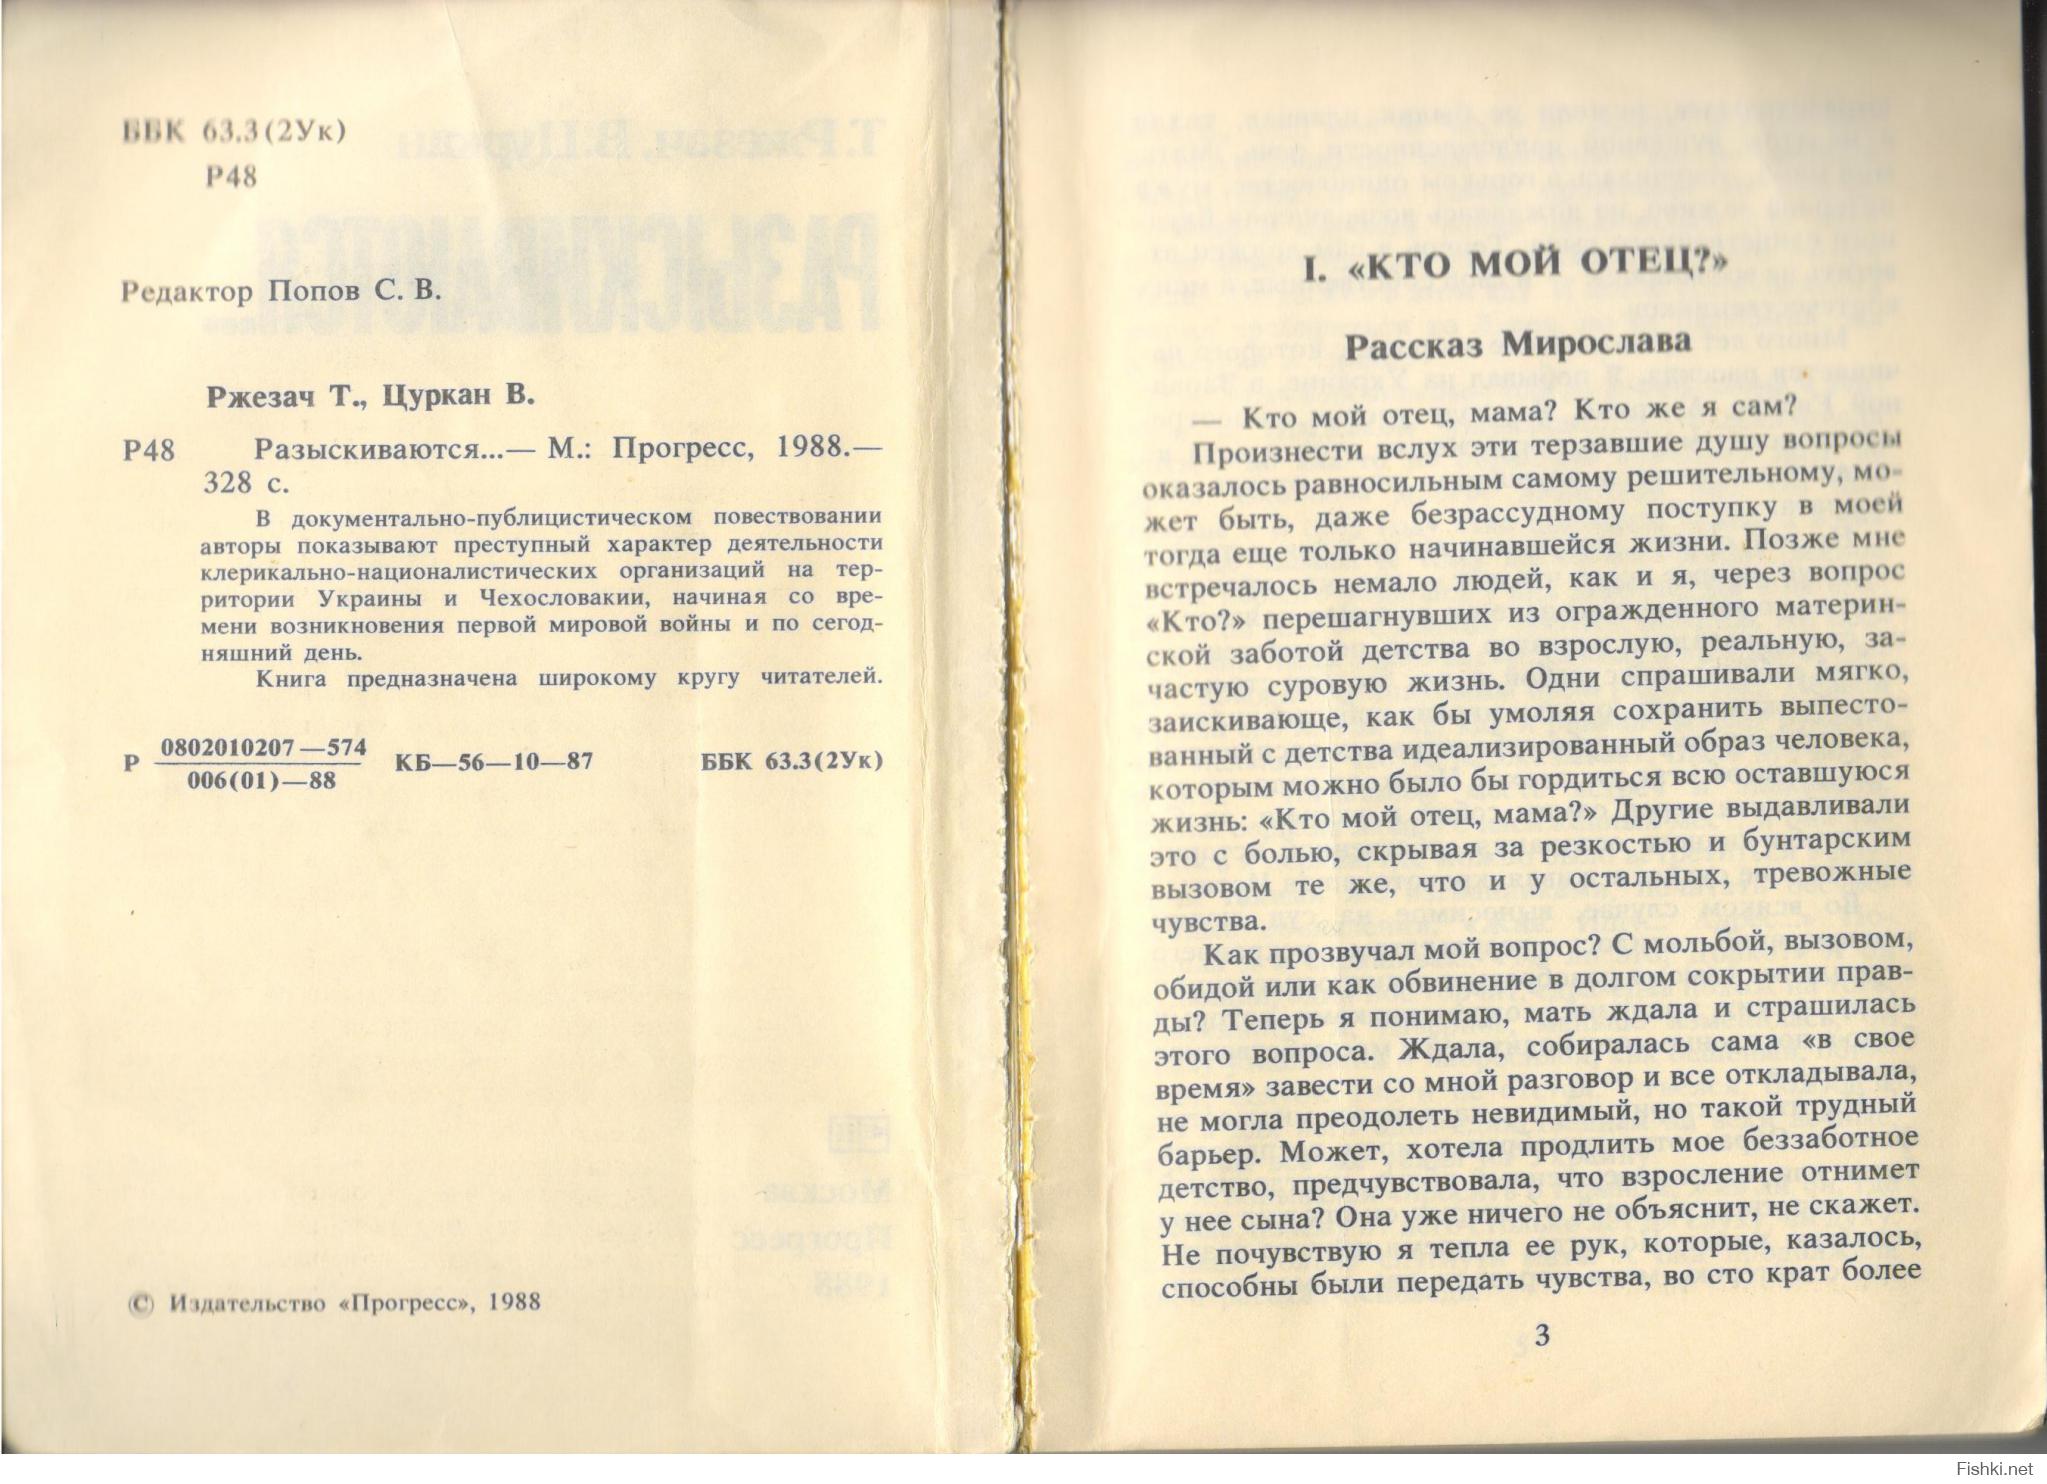 ББК 63.3(2Ук)
Р48
Редактор Попов С. В.
Ржезач Т., Цуркан В.
Р48 Разыскиваются...— М.: Прогресс, 1988.—
328 с.
В документально-публицистическом повествовании
авторы показывают преступный характер деятельности
клерикально-националистических организаций на тер-
ритории Украины и Чехословакии, начиная со вре-
мени возникновения первой мировой войны и по сегод-
няшний день.
Книга предназначена широкому кругу читателей.
Р 0802010207—574 КБ—56—10—87 ББК 63.3(2Ук)
006(01)—88
© Издательство «Прогресс», 1988
I. «КТО МОЙ ОТЕЦ?»
Рассказ Мирослава
— Кто мой отец, мама? Кто же я сам?
Произнести вслух эти терзавшие душу вопросы
оказалось равносильным самому решительному, мо-
жет быть, даже безрассудному поступку в моей
тогда еще только начинавшейся жизни. Позже мне
встречалось немало людей, как и я, через вопрос
«Кто?» перешагнувших из огражденного материн-
ской заботой детства во взрослую, реальную, за-
частую суровую жизнь. Одни спрашивали мягко,
заискивающе, как бы умоляя сохранить выпесто-
ванный с детства идеализированный образ человека,
которым можно было бы гордиться всю оставшуюся
жизнь: «Кто мой отец, мама?» Другие выдавливали
это с болью, скрывая за резкостью и бунтарским
вызовом те же, что и у остальных, тревожные
чувства.
Как прозвучал мой вопрос? С мольбой, вызовом,
обидой или как обвинение в долгом сокрытии прав-
ды? Теперь я понимаю, мать ждала и страшилась
этого вопроса. Ждала, собиралась сама «в свое
время» завести со мной разговор и все откладывала,
не могла преодолеть невидимый, но такой трудный
барьер. Может, хотела продлить мое беззаботное
детство, предчувствовала, что взросление отнимет
у нее сына? Она уже ничего не объяснит, не скажет.
Не почувствую я тепла ее рук, которые, казалось,
способны были передать чувства, во сто крат более
3
Fishki.net